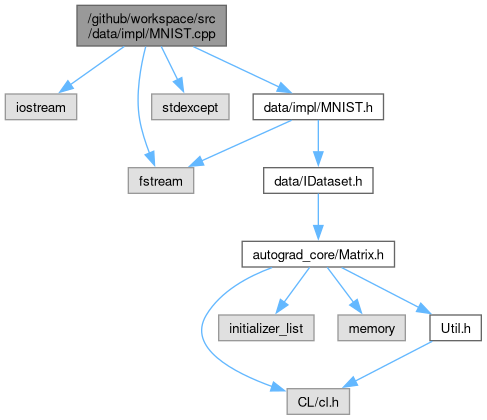 /github/workspace/src
/data/impl/MNIST.cpp
iostream
stdexcept
data/impl/MNIST.h
fstream
data/IDataset.h
autograd_core/Matrix.h
initializer_list
memory
Util.h
CL/cl.h